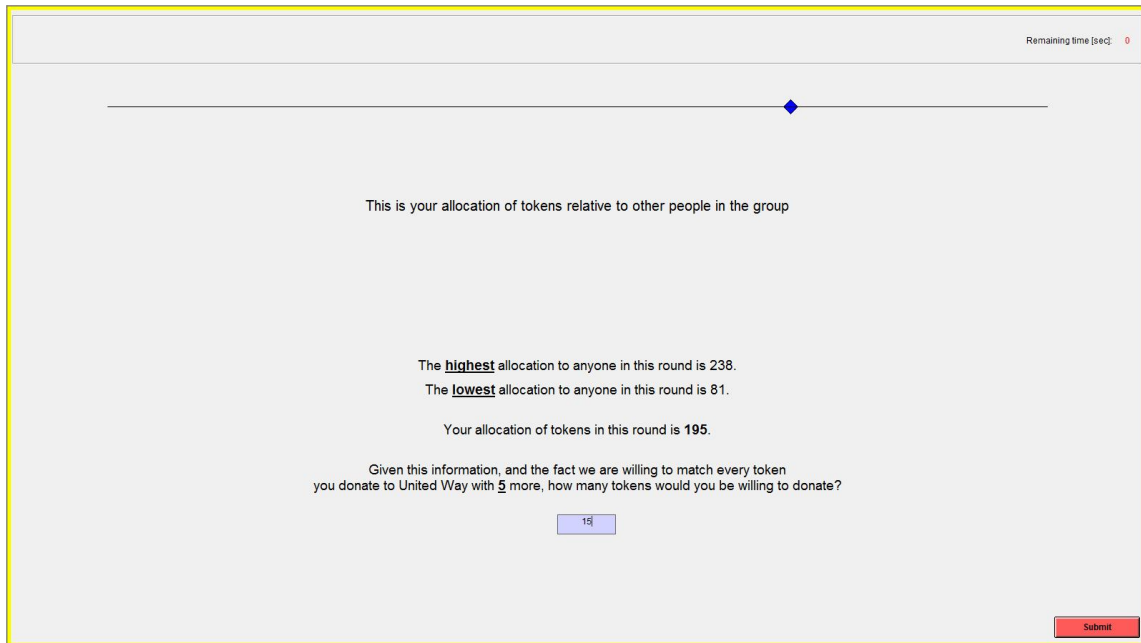 Remaining time [sec]: 0
This is your allocation of tokens relative to other people in the group
The highest allocation to anyone in this round is 238.
The lowest allocation to anyone in this round is 81.
Your allocation of tokens in this round is 195.
Given this information, and the fact we are willing to match every token
you donate to United Way with 5 more, how many tokens would you be willing to donate?
15
Submit